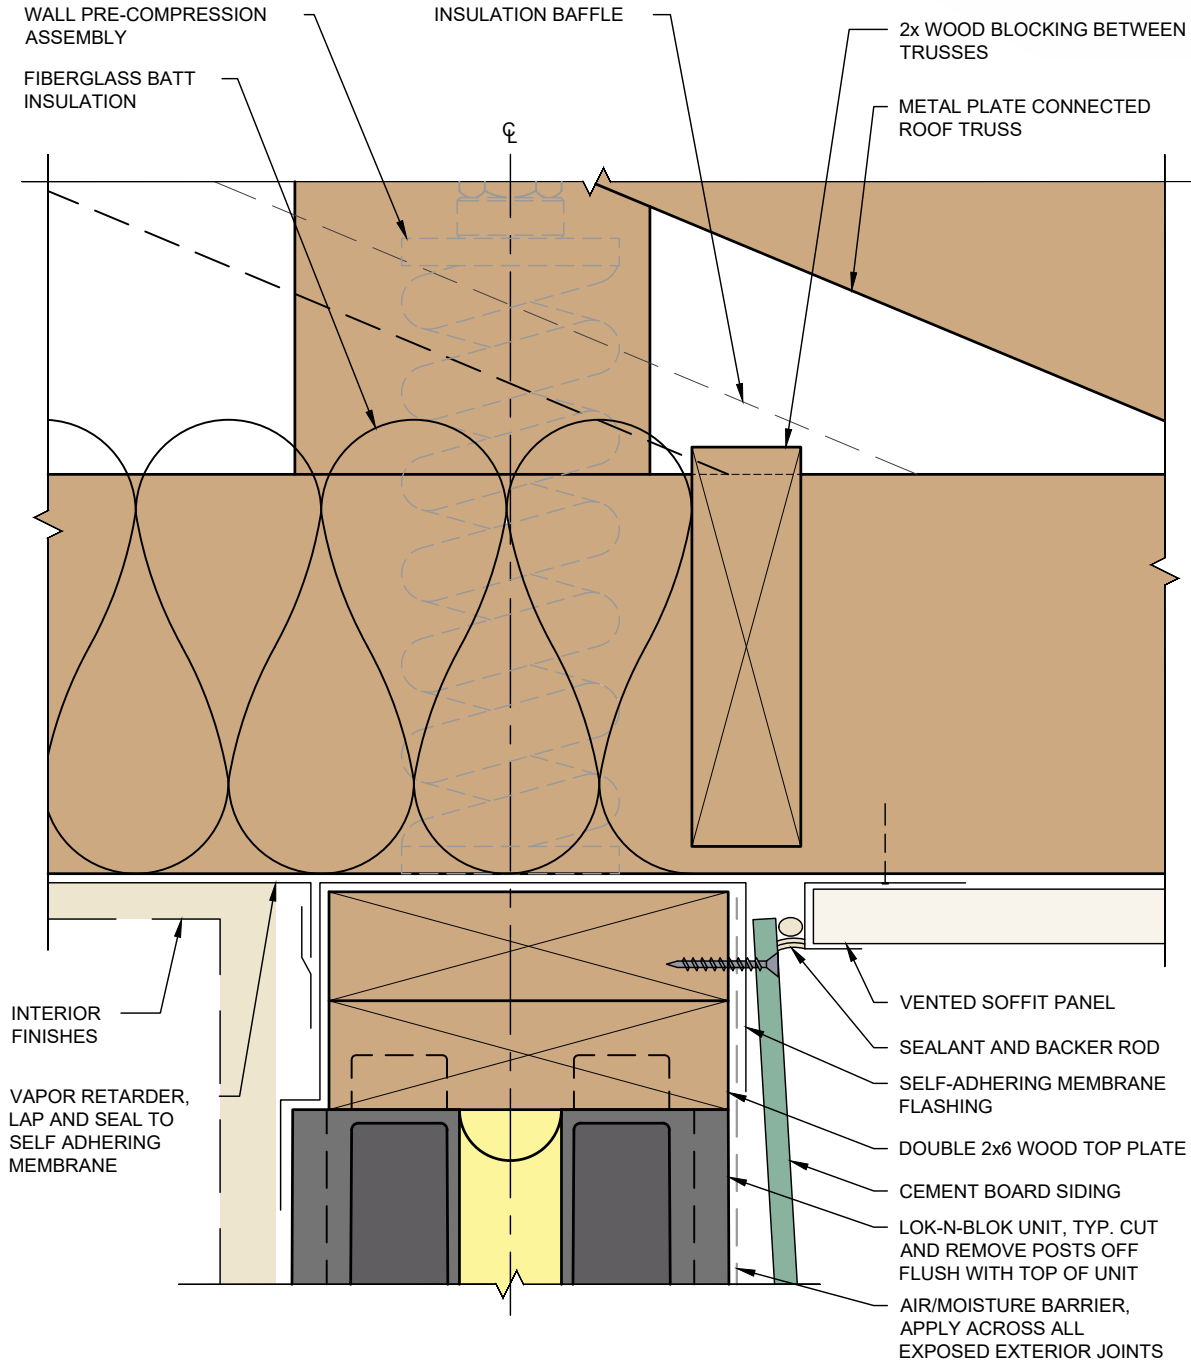 WALL PRE-COMPRESSION
ASSEMBLY
INSULATION BAFFLE
2x WOOD BLOCKING BETWEEN
TRUSSES
FIBERGLASS BATT
INSULATION
METAL PLATE CONNECTED
ROOF TRUSS
℄
INTERIOR
FINISHES
VAPOR RETARDER,
LAP AND SEAL TO
SELF ADHERING
MEMBRANE
VENTED SOFFIT PANEL
SEALANT AND BACKER ROD
SELF-ADHERING MEMBRANE
FLASHING
DOUBLE 2x6 WOOD TOP PLATE
CEMENT BOARD SIDING
LOK-N-BLOK UNIT, TYP. CUT
AND REMOVE POSTS OFF
FLUSH WITH TOP OF UNIT
AIR/MOISTURE BARRIER,
APPLY ACROSS ALL
EXPOSED EXTERIOR JOINTS